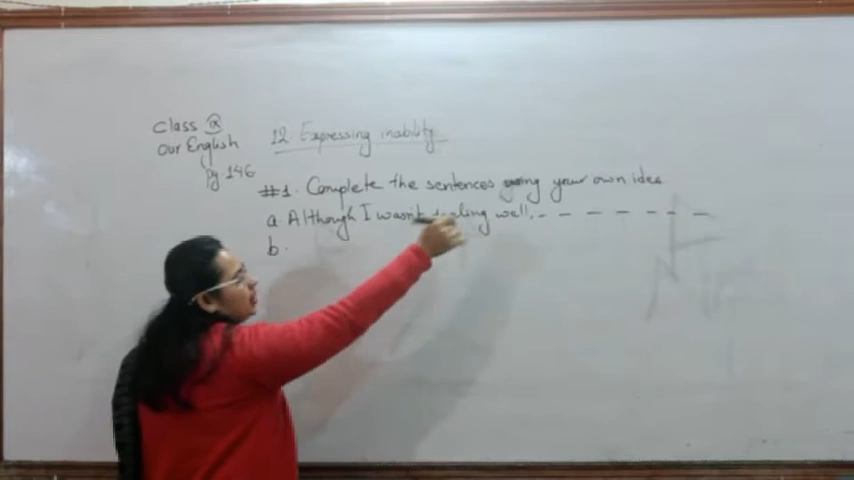 Class 8
Our English
Pg. 146
12. Expressing inability
#1. Complete the sentences using your own idea
a. Although I wasn't feeling well, - - - - - - -
b.